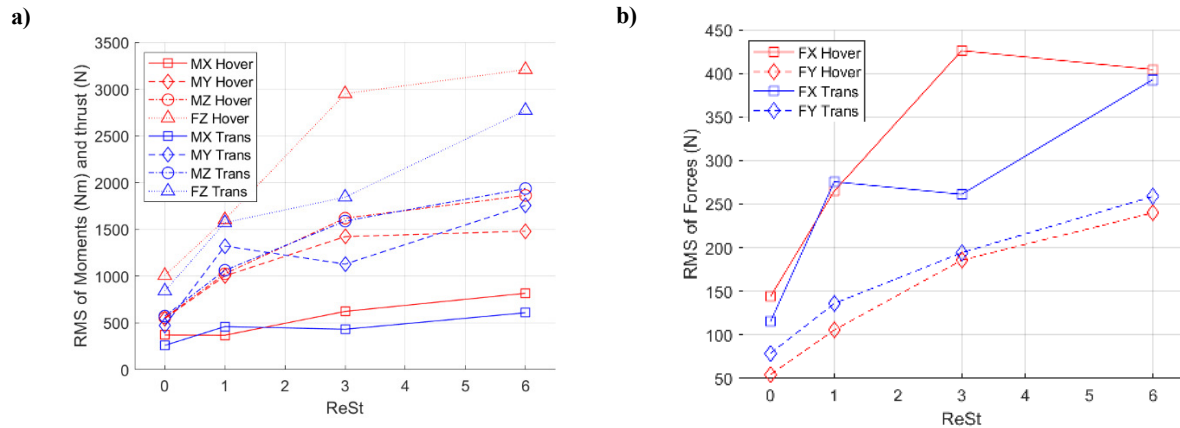 a)
RMS of Moments (Nm) and thrust (N)
3500
3000
2500
2000
1500
1000
500
0
MX Hover
MY Hover
MZ Hover
FZ Hover
MX Trans
MY Trans
MZ Trans
FZ Trans
0 1 2 3 4 5 6
ReSt
b)
RMS of Forces (N)
450
400
350
300
250
200
150
100
50
FX Hover
FY Hover
FX Trans
FY Trans
0 1 2 3 4 5 6
ReSt